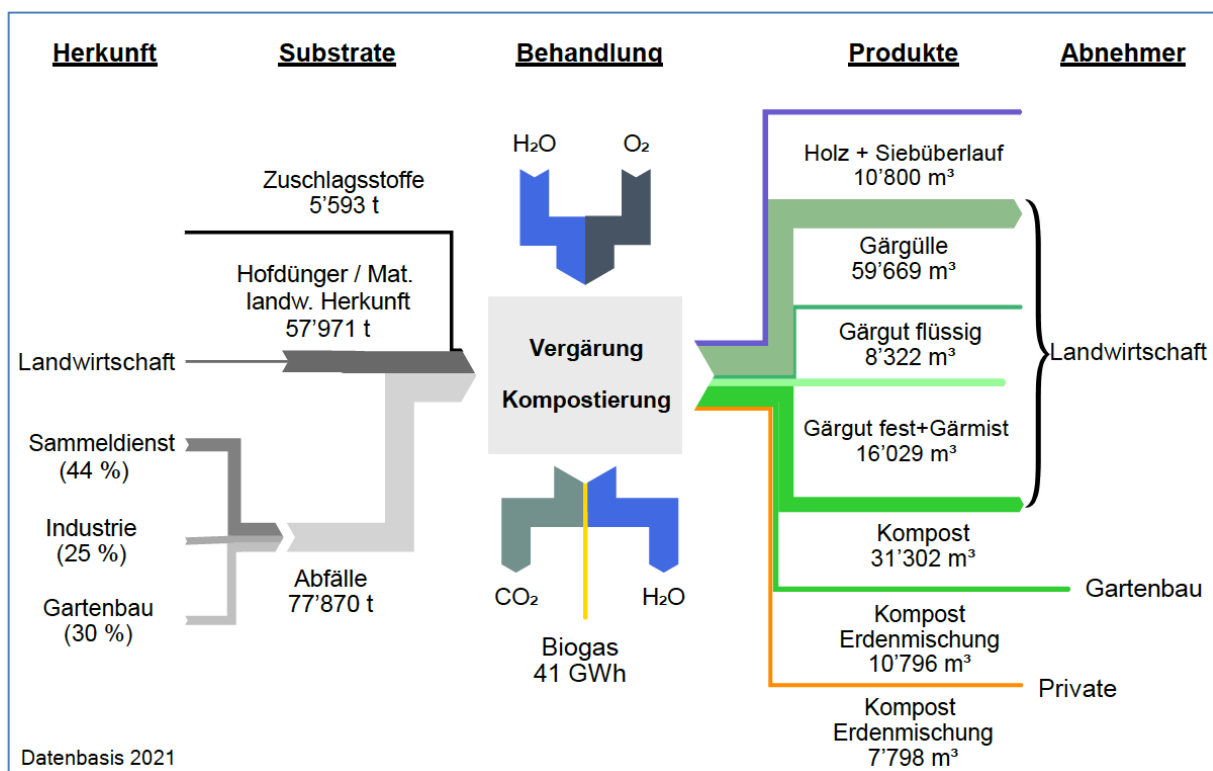 Herkunft
Substrate
Behandlung
Produkte
Abnehmer
H₂O
O₂
Zuschlagsstoffe
5’593 t
Hofdünger / Mat.
landw. Herkunft
57’971 t
Landwirtschaft
Sammeldienst
(44 %)
Industrie
(25 %)
Gartenbau
(30 %)
Abfälle
77’870 t
Vergärung
Kompostierung
CO₂
H₂O
Biogas
41 GWh
Holz + Siebüberlauf
10’800 m³
Gärgülle
59’669 m³
Gärgut flüssig
8’322 m³
Gärgut fest+Gärmist
16’029 m³
Kompost
31’302 m³
Kompost
Erdenmischung
10’796 m³
Kompost
Erdenmischung
7’798 m³
Landwirtschaft
Gartenbau
Private
Datenbasis 2021